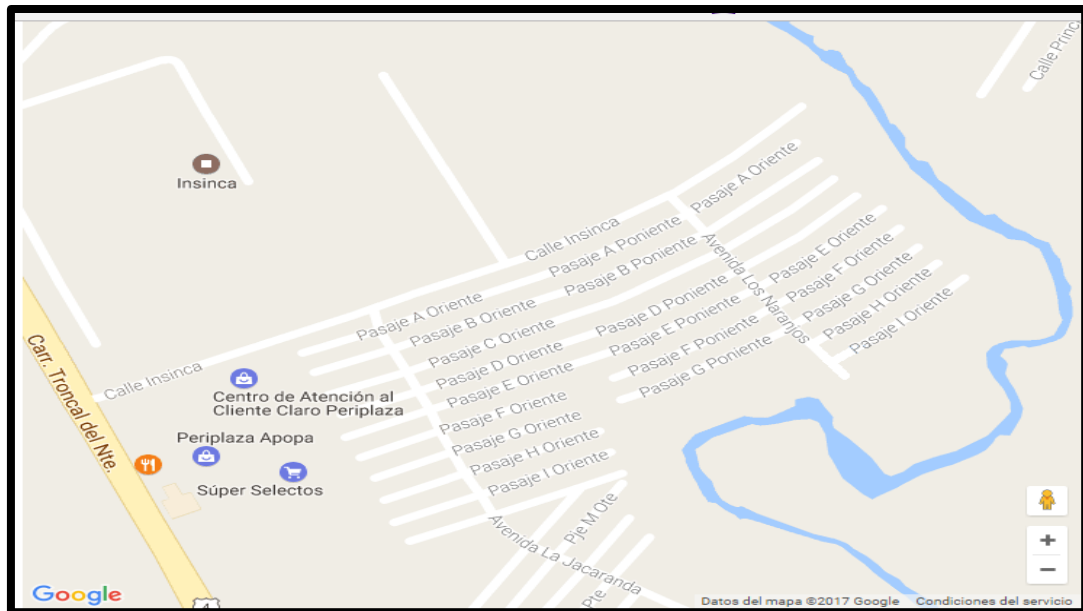 Calle Princ
Insinca
Pasaje A Oriente
Calle Insinca
Pasaje A Poniente
Pasaje B Poniente
Avenida Los Naranjos
Pasaje E Oriente
Pasaje F Oriente
Pasaje G Oriente
Pasaje H Oriente
Pasaje I Oriente
Pasaje D Poniente
Pasaje E Poniente
Pasaje F Poniente
Pasaje G Poniente
Pasaje A Oriente
Pasaje B Oriente
Pasaje C Oriente
Pasaje D Oriente
Pasaje E Oriente
Pasaje F Oriente
Pasaje G Oriente
Pasaje H Oriente
Pasaje I Oriente
Carr. Troncal del Nte.
Calle Insinca
Centro de Atención al
Cliente Claro Periplaza
Periplaza Apopa
Súper Selectos
Pje M Ote
Avenida La Jacaranda
Pte
4
Google
Datos del mapa ©2017 Google
Condiciones del servicio